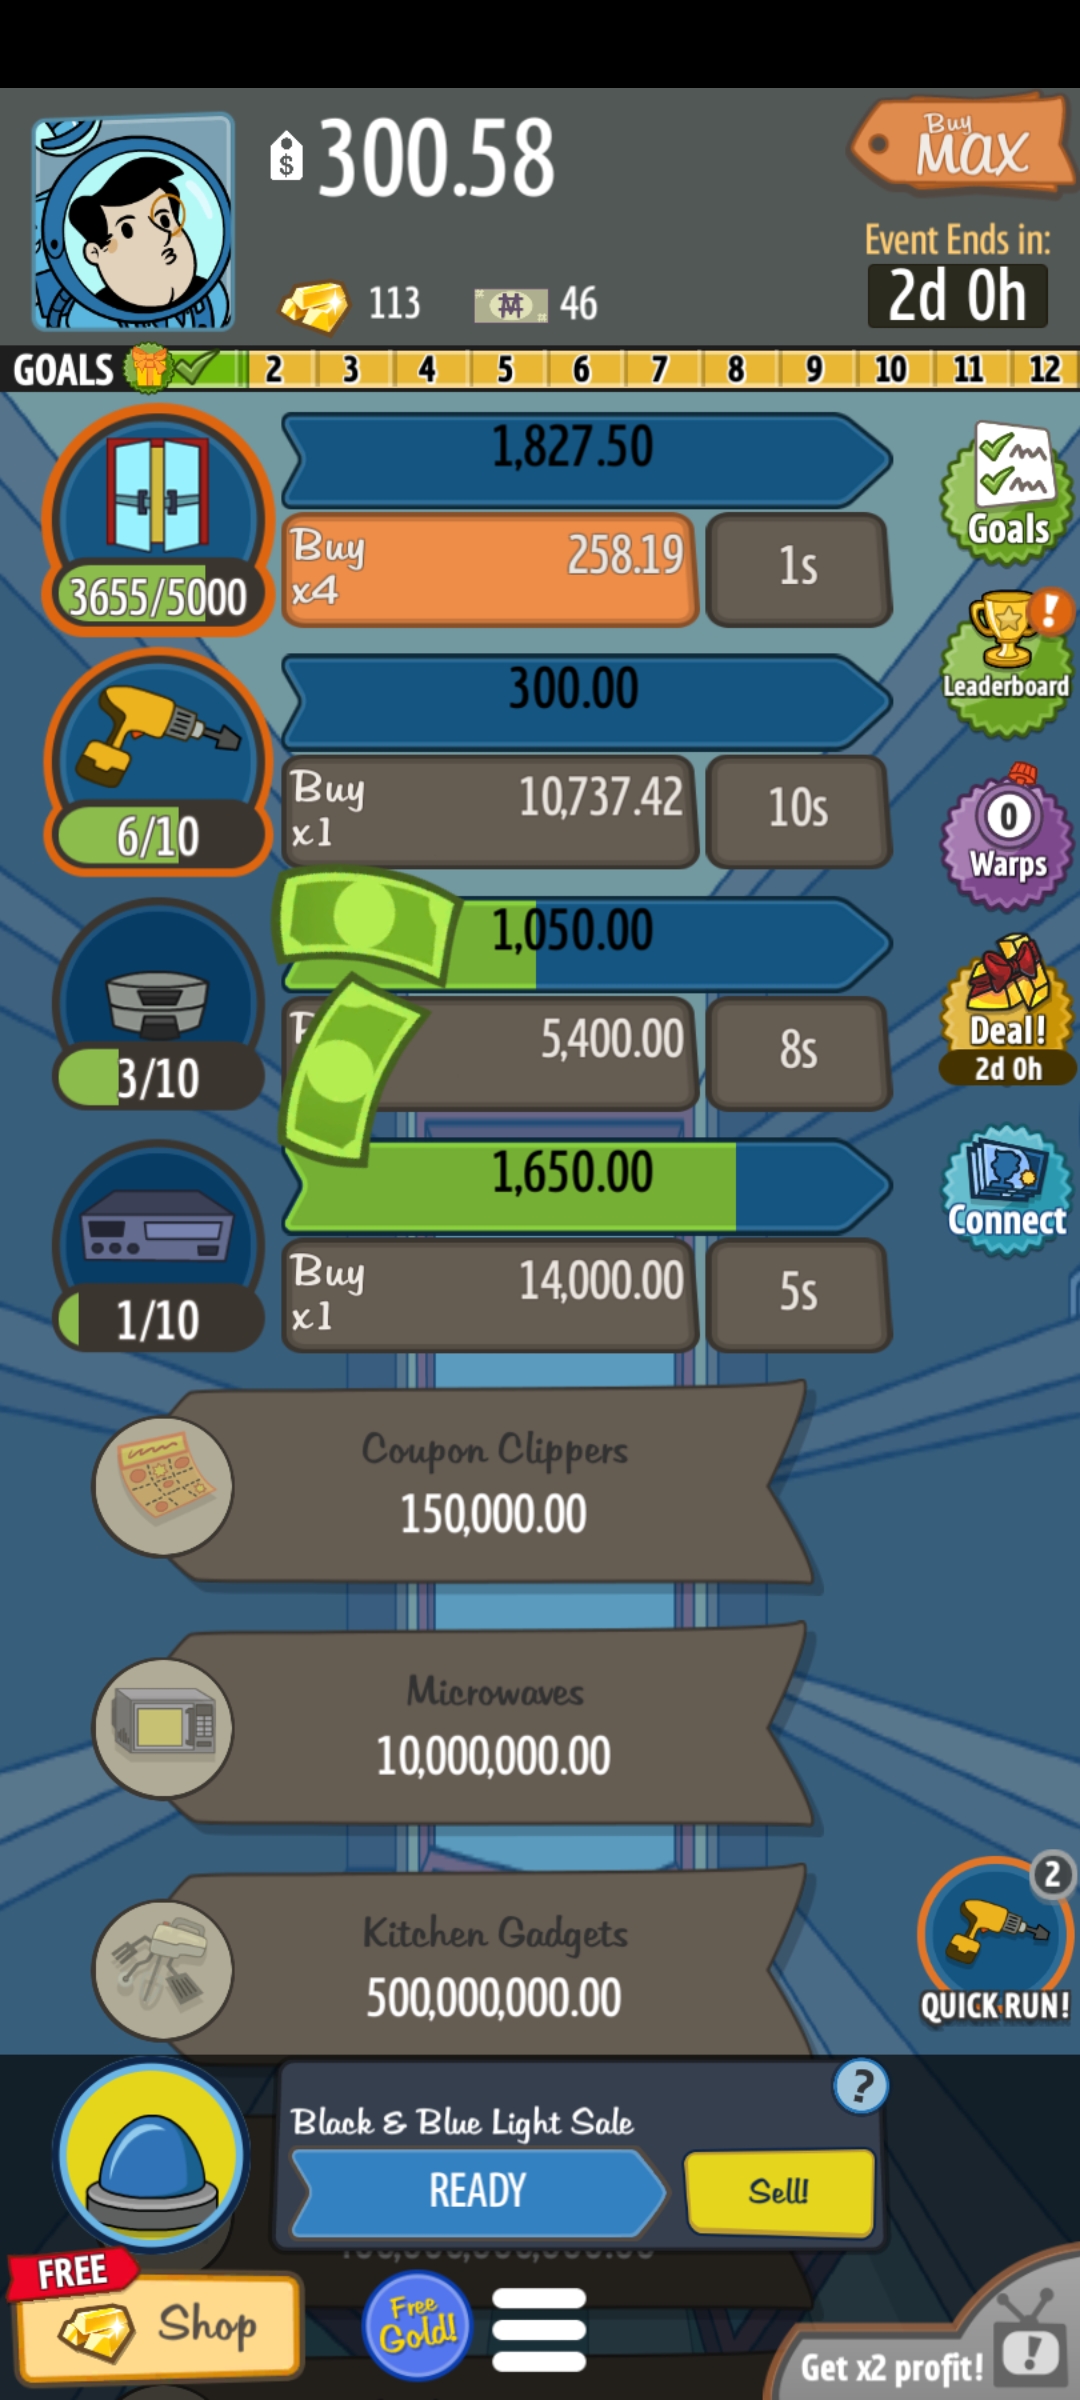 300.58
Buy
MAX
113
46
Event Ends in:
2d 0h
GOALS 2 3 4 5 6 7 8 9 10 11 12
1,827.50
Buy
x4
258.19
1s
3655/5000
Goals
300.00
Buy
x1
10,737.42
10s
6/10
Leaderboard
1,050.00
5,400.00
8s
3/10
0
Warps
1,650.00
Buy
x1
14,000.00
5s
1/10
Deal!
2d 0h
Connect
Coupon Clippers
150,000.00
Microwaves
10,000,000.00
Kitchen Gadgets
500,000,000.00
2
QUICK RUN!
Black & Blue Light Sale
?
READY
Sell!
FREE
Shop
Free
Gold!
Get x2 profit!